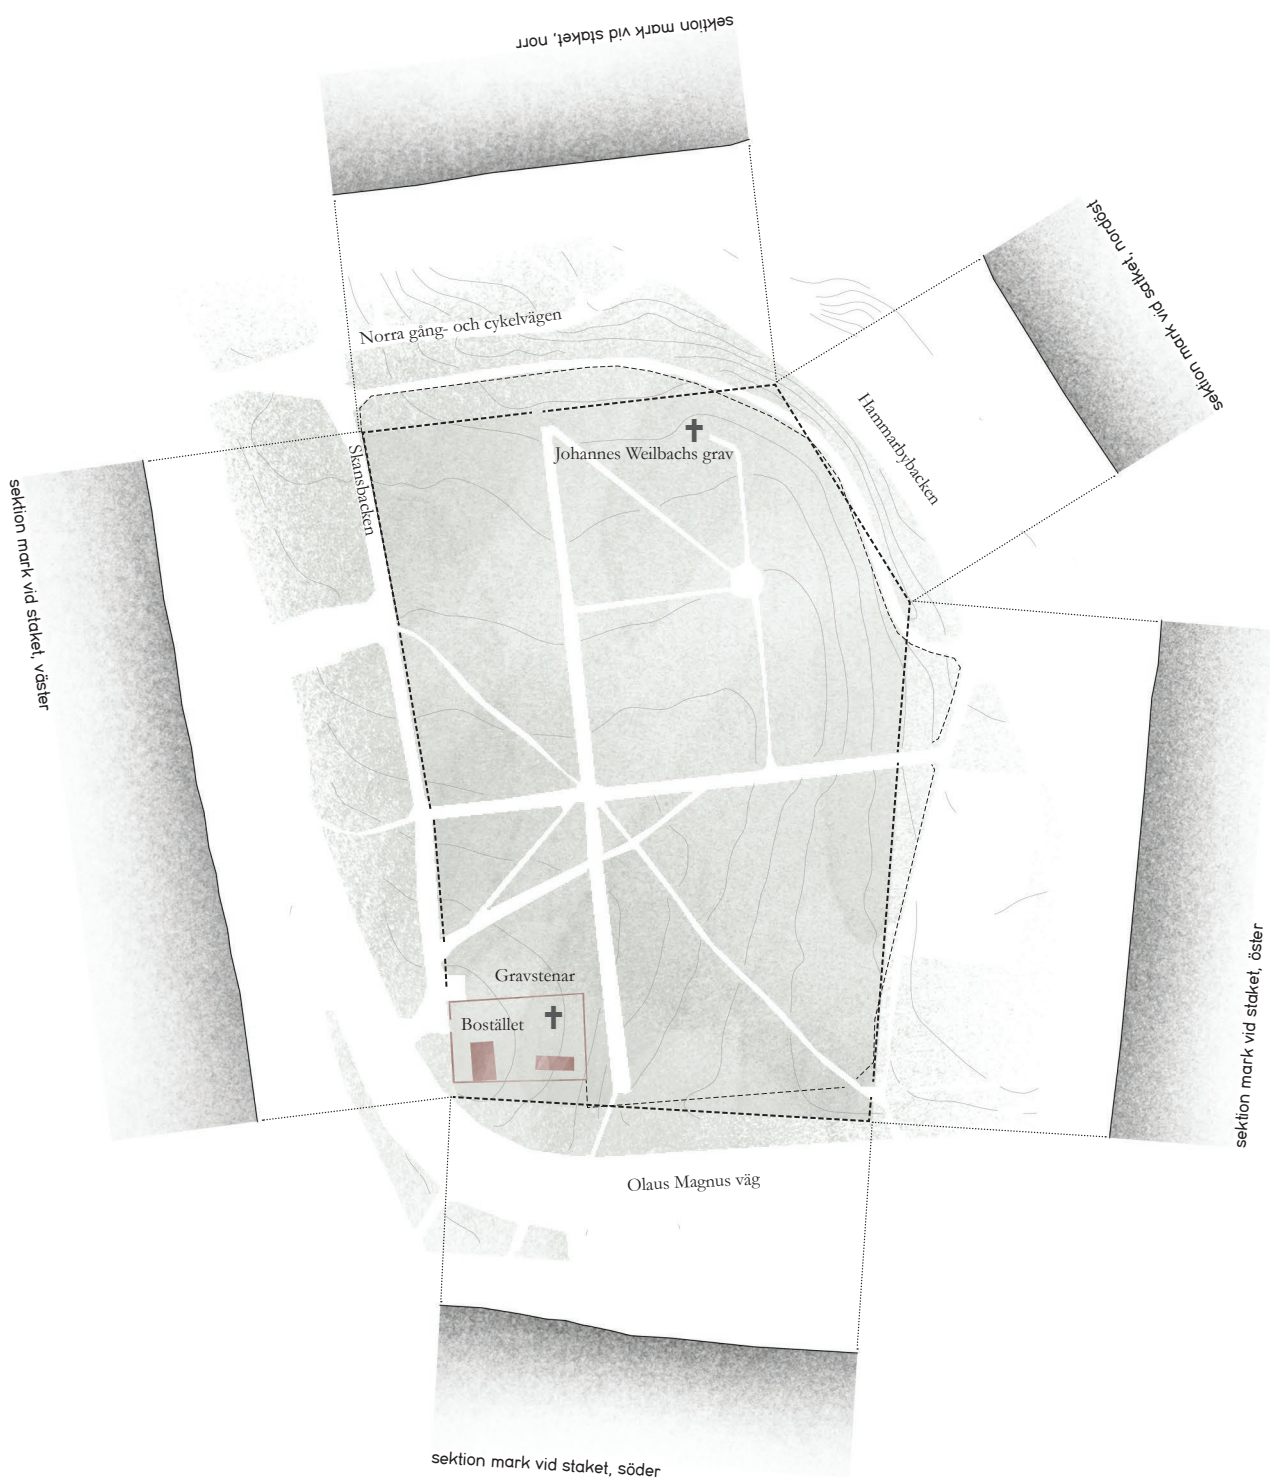 sektion mark vid staket, norr
sektion mark vid satket, nordöst
Norra gång- och cykelvägen
Hammarbybacken
Skansbacken
Johannes Weilbachs grav
sektion mark vid staket, väster
sektion mark vid staket, öster
Gravstenar
Bostället
Olaus Magnus väg
sektion mark vid staket, söder